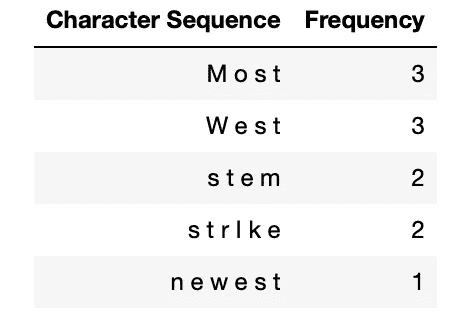 Character Sequence Frequency
M o s t 3
W e s t 3
s t e m 2
s t r I k e 2
n e w e s t 1